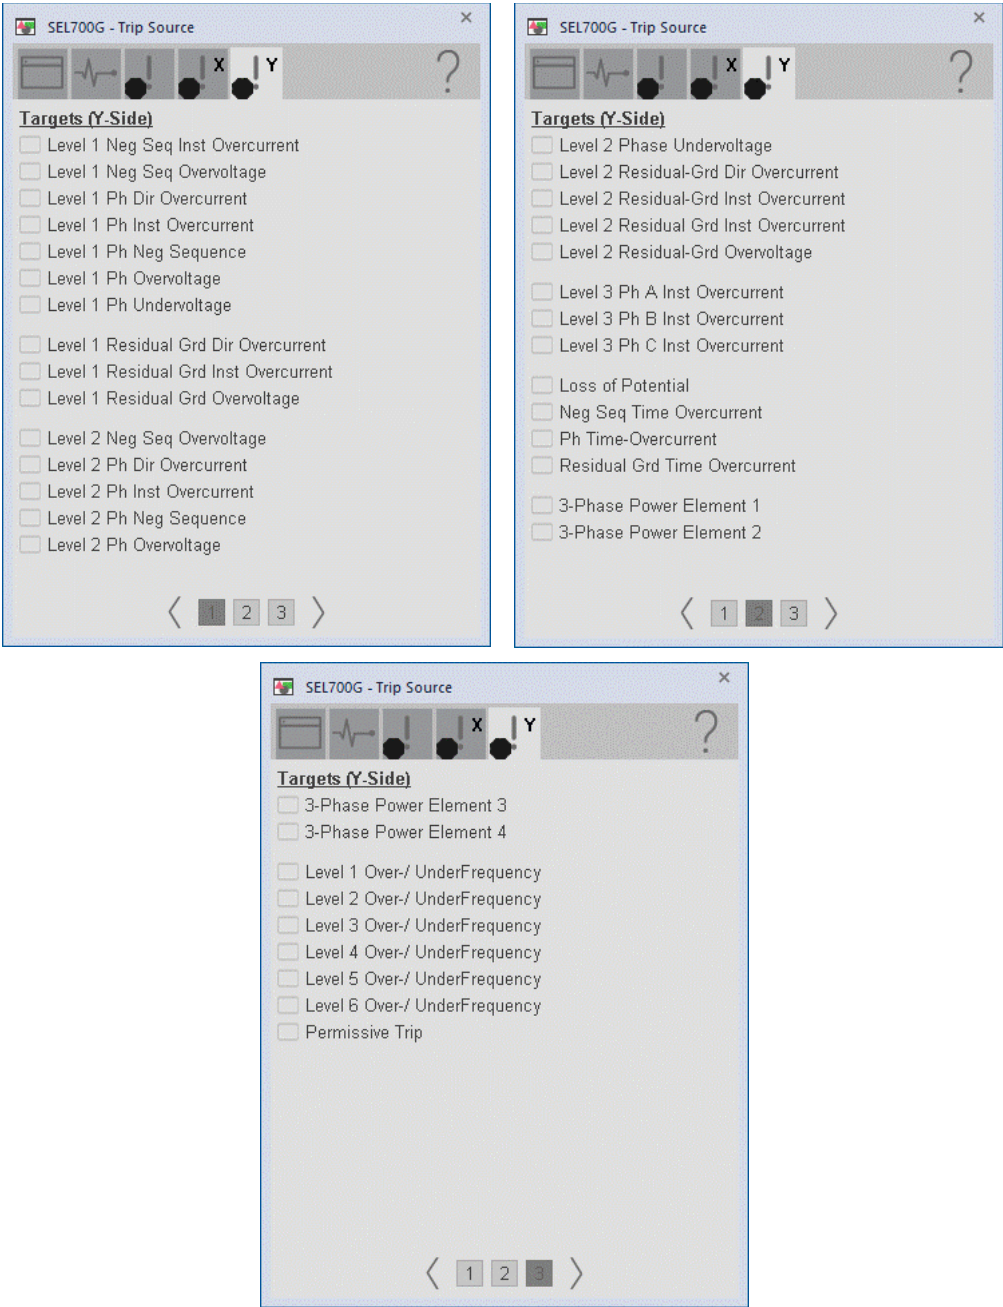 SEL700G - Trip Source
X
Y
?
Targets (Y-Side)
Level 1 Neg Seq Inst Overcurrent
Level 1 Neg Seq Overvoltage
Level 1 Ph Dir Overcurrent
Level 1 Ph Inst Overcurrent
Level 1 Ph Neg Sequence
Level 1 Ph Overvoltage
Level 1 Ph Undervoltage
Level 1 Residual Grd Dir Overcurrent
Level 1 Residual Grd Inst Overcurrent
Level 1 Residual Grd Overvoltage
Level 2 Neg Seq Overvoltage
Level 2 Ph Dir Overcurrent
Level 2 Ph Inst Overcurrent
Level 2 Ph Neg Sequence
Level 2 Ph Overvoltage
1 2 3
SEL700G - Trip Source
X
Y
?
Targets (Y-Side)
Level 2 Phase Undervoltage
Level 2 Residual-Grd Dir Overcurrent
Level 2 Residual-Grd Inst Overcurrent
Level 2 Residual Grd Inst Overcurrent
Level 2 Residual-Grd Overvoltage
Level 3 Ph A Inst Overcurrent
Level 3 Ph B Inst Overcurrent
Level 3 Ph C Inst Overcurrent
Loss of Potential
Neg Seq Time Overcurrent
Ph Time-Overcurrent
Residual Grd Time Overcurrent
3-Phase Power Element 1
3-Phase Power Element 2
1 2 3
SEL700G - Trip Source
X
Y
?
Targets (Y-Side)
3-Phase Power Element 3
3-Phase Power Element 4
Level 1 Over-/ UnderFrequency
Level 2 Over-/ UnderFrequency
Level 3 Over-/ UnderFrequency
Level 4 Over-/ UnderFrequency
Level 5 Over-/ UnderFrequency
Level 6 Over-/ UnderFrequency
Permissive Trip
1 2 3